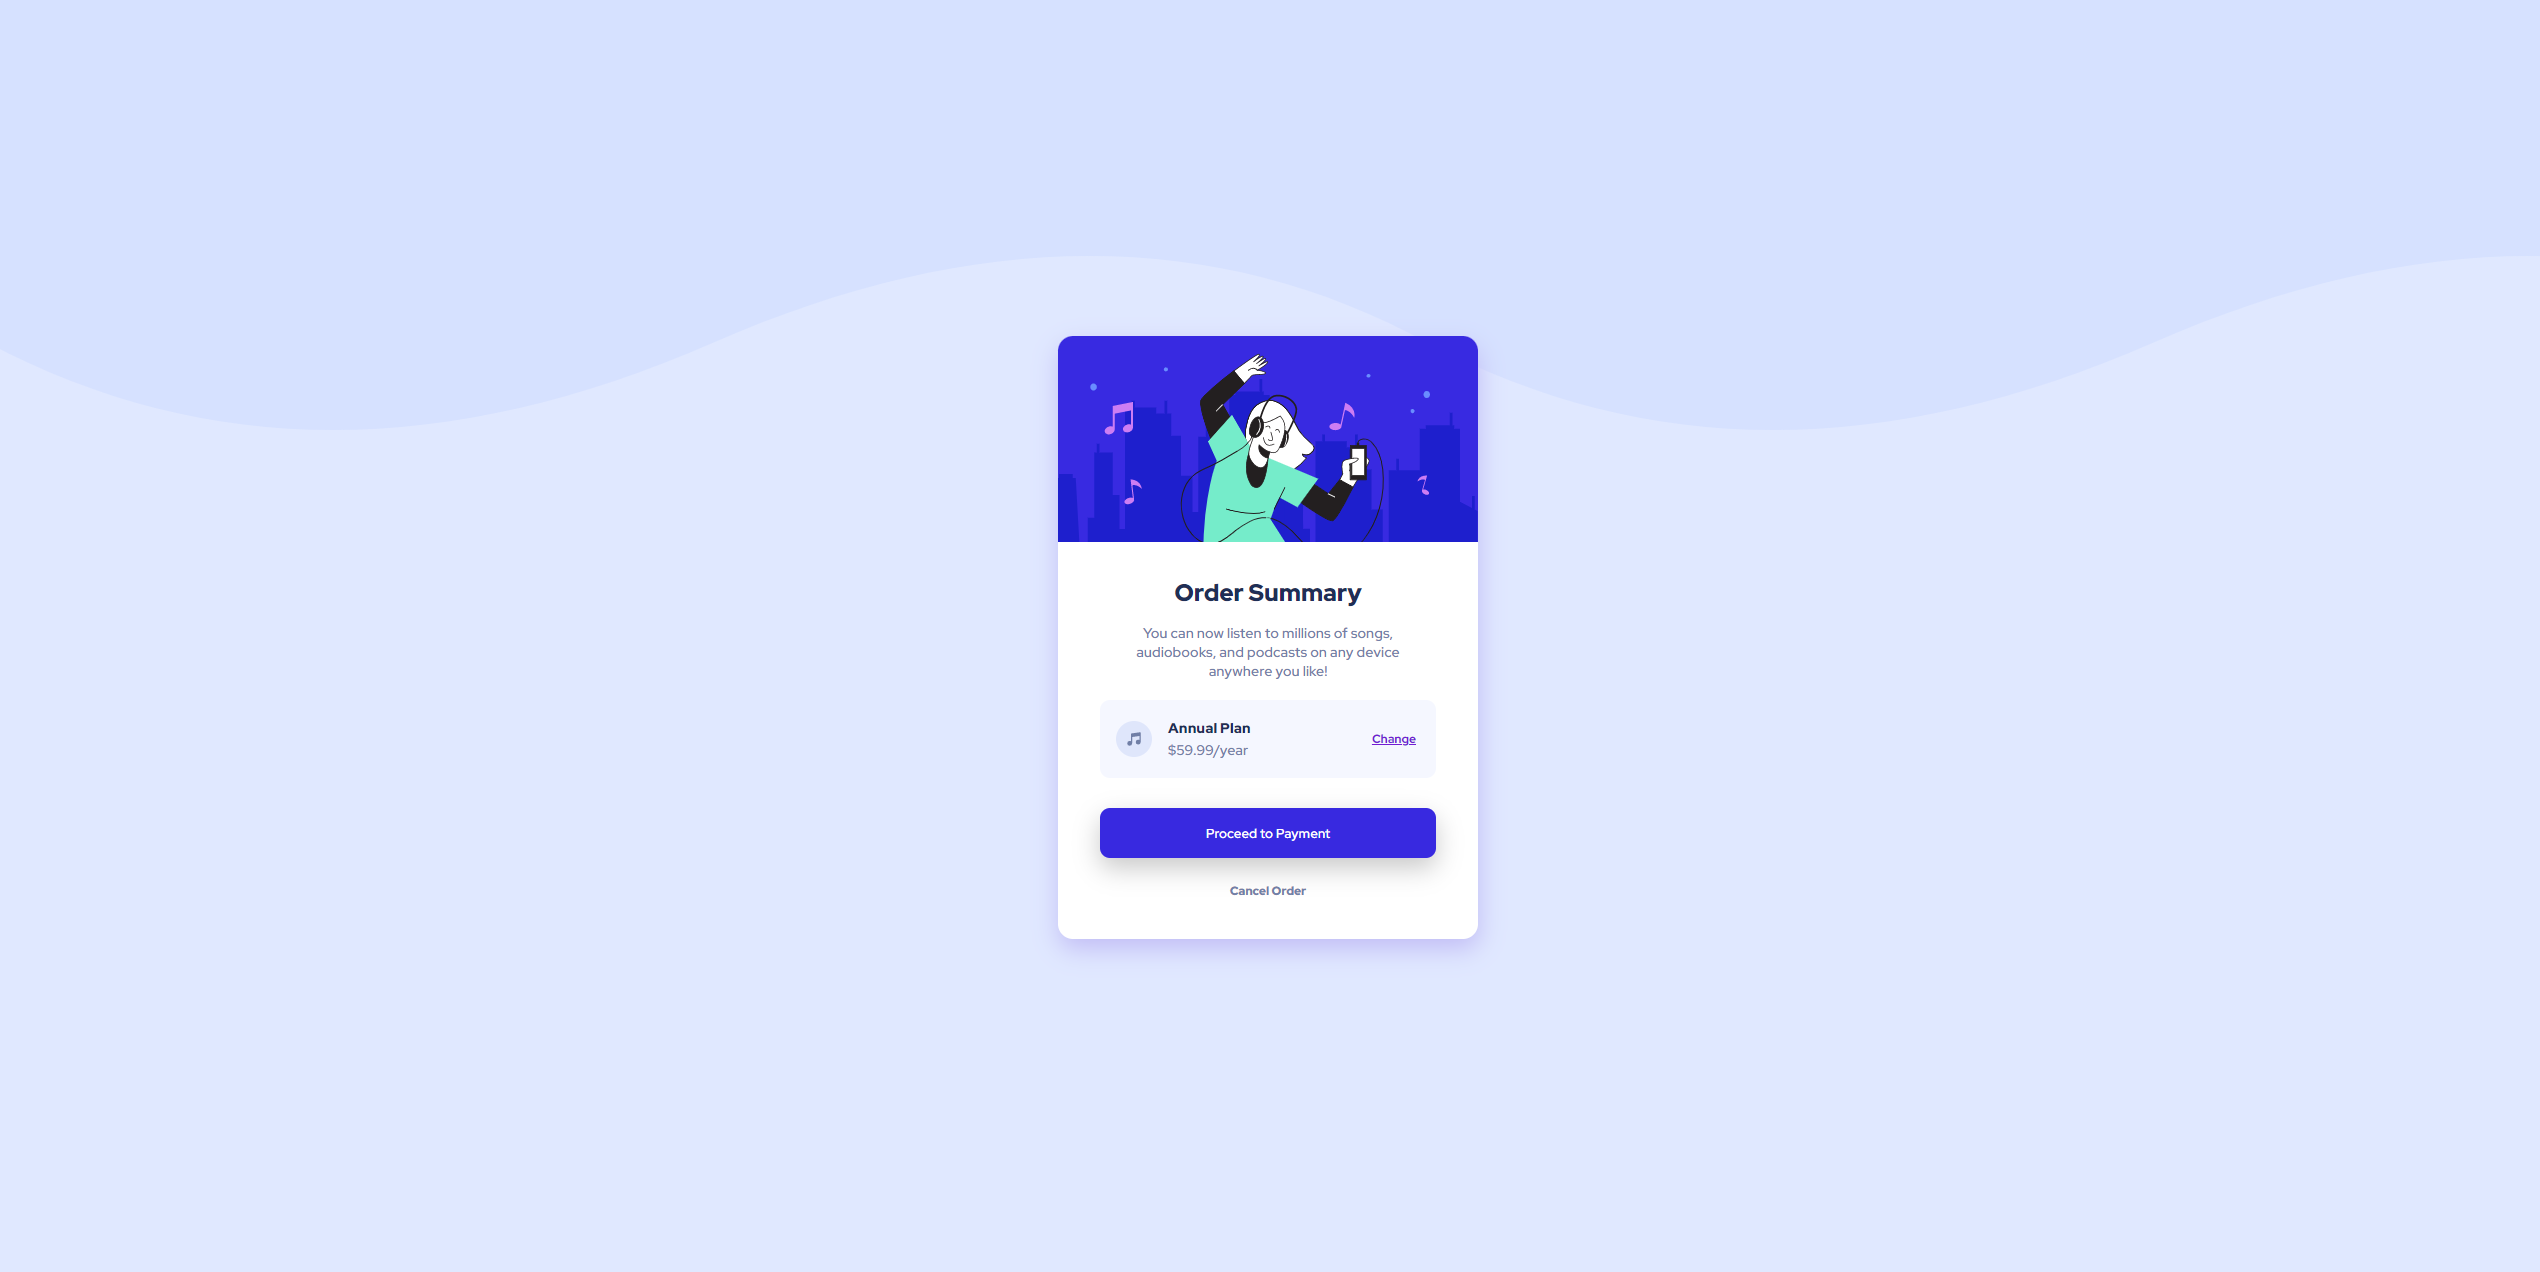 Order Summary
You can now listen to millions of songs,
audiobooks, and podcasts on any device
anywhere you like!
Annual Plan
$59.99/year
Change
Proceed to Payment
Cancel Order